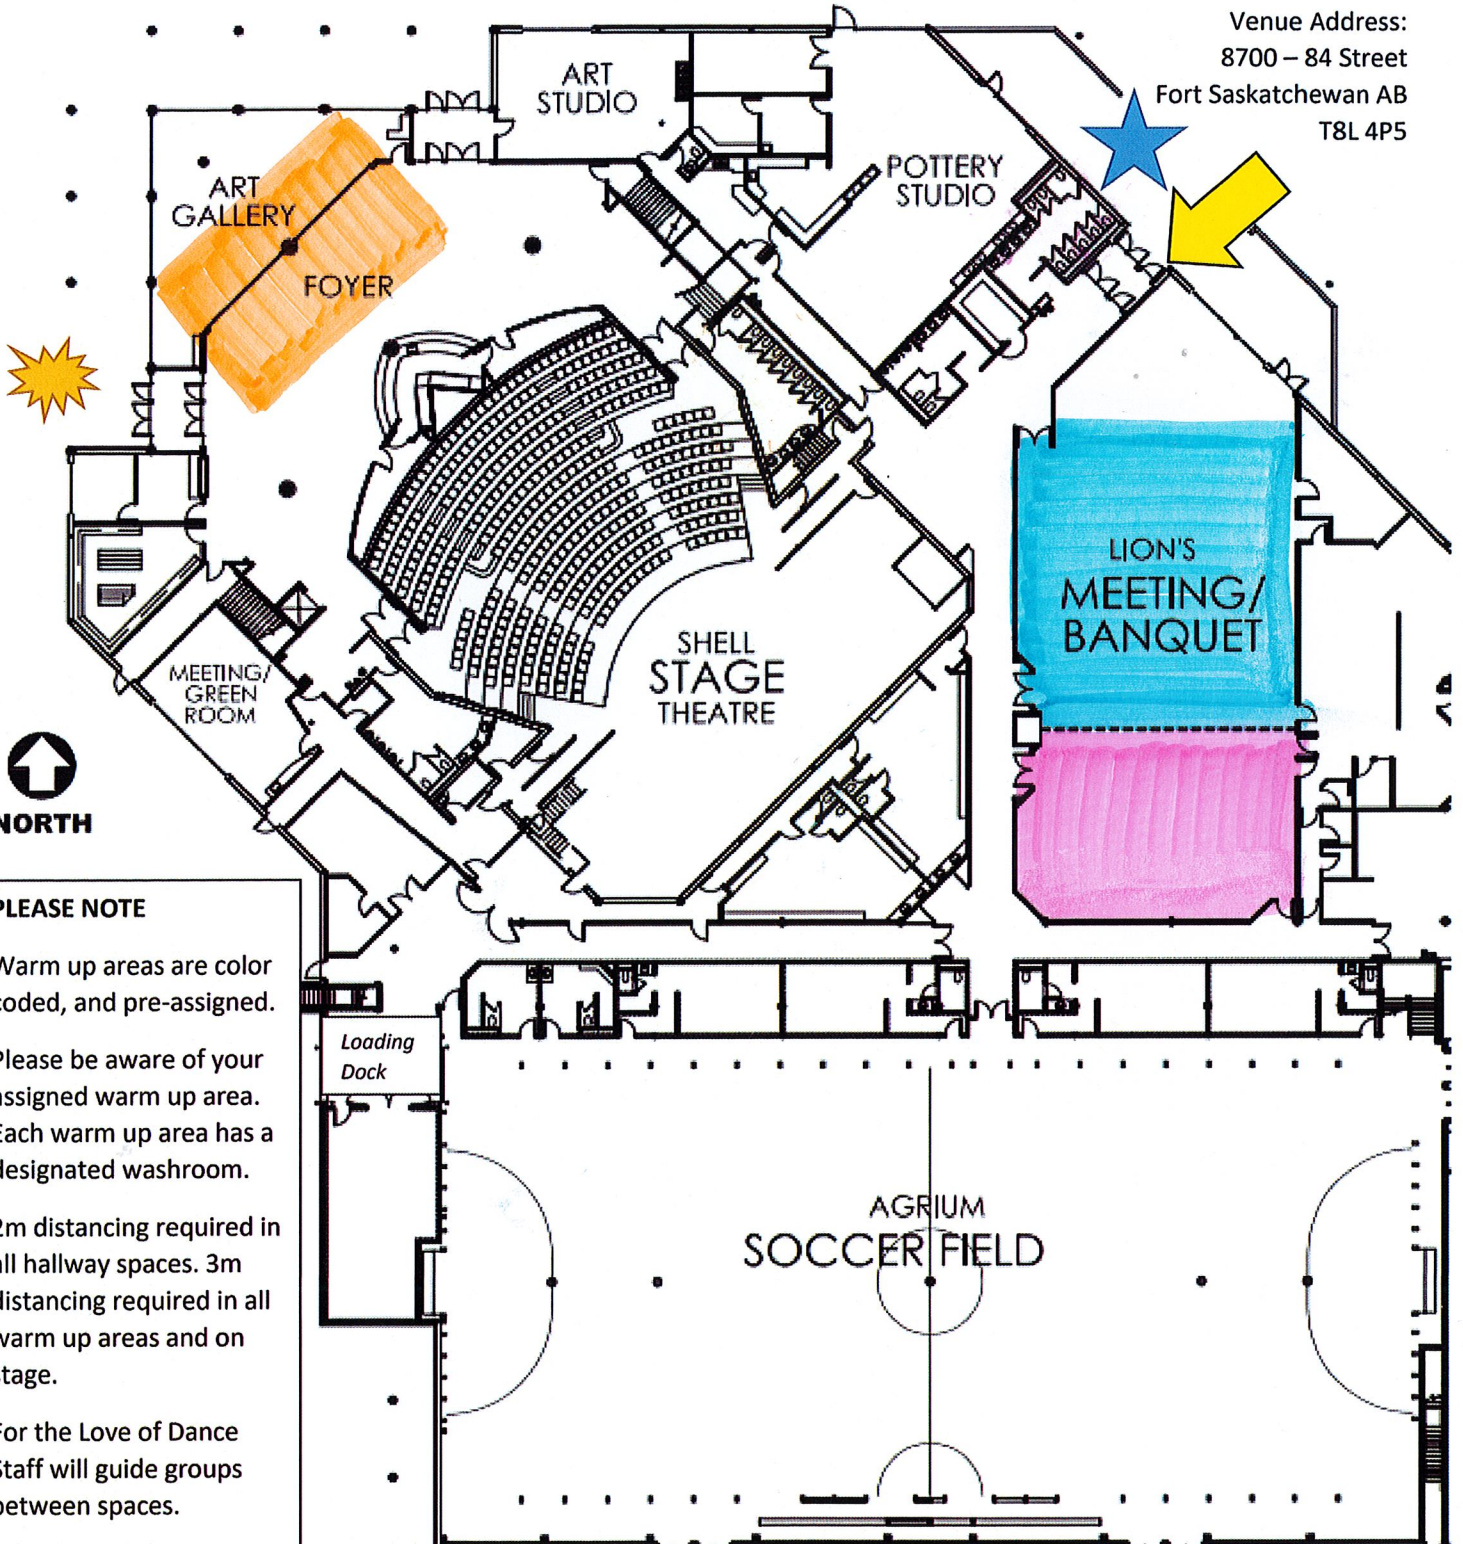 Venue Address:
8700 – 84 Street
Fort Saskatchewan AB
T8L 4P5
ART
STUDIO
POTTERY
STUDIO
ART
GALLERY
FOYER
LION'S
MEETING/
BANQUET
SHELL
STAGE
THEATRE
MEETING/
GREEN
ROOM
NORTH
PLEASE NOTE
Warm up areas are color
coded, and pre-assigned.
Please be aware of your
assigned warm up area.
Each warm up area has a
designated washroom.
2m distancing required in
all hallway spaces. 3m
distancing required in all
warm up areas and on
stage.
For the Love of Dance
Staff will guide groups
between spaces.
Loading
Dock
AGRIUM
SOCCER FIELD